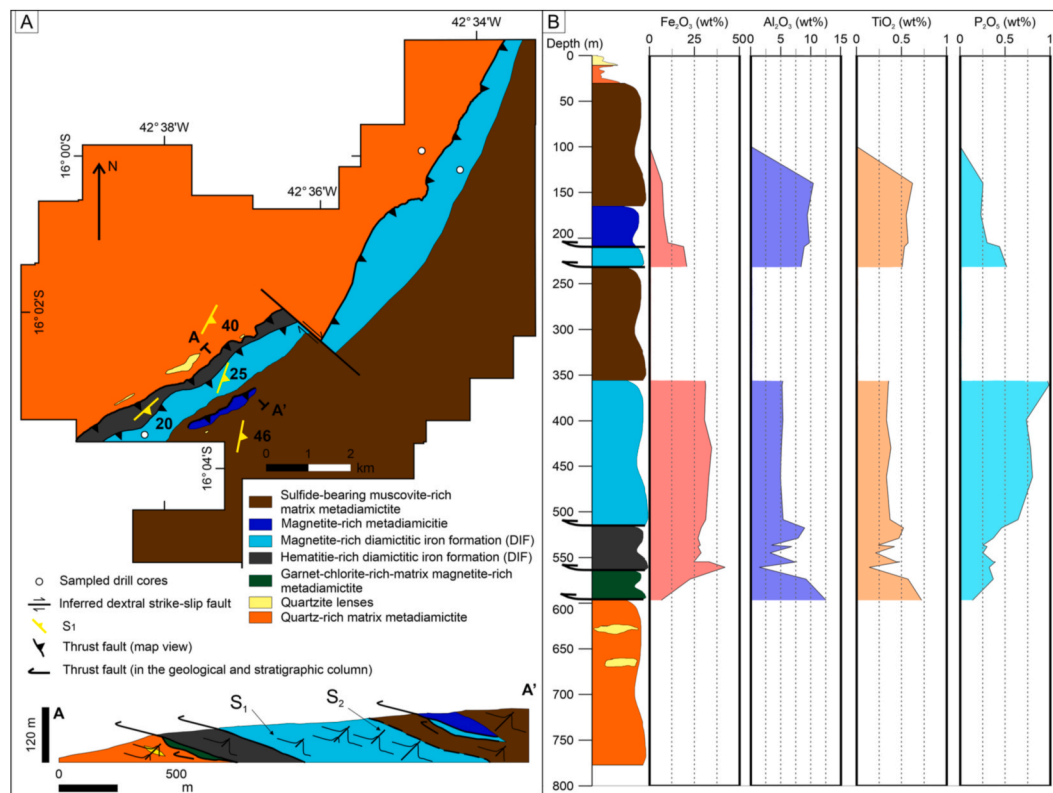 A
42° 34'W
42° 38'W
16° 00'S
N
42° 36'W
16° 02'S
40
A
25
A'
20
46
0 1 2
km
16° 04'S
Sulfide-bearing muscovite-rich
matrix metadiamictite
Magnetite-rich metadiamicitie
Magnetite-rich diamictitic iron formation (DIF)
Hematite-rich diamictitic iron formation (DIF)
Garnet-chlorite-rich-matrix magnetite-rich
metadiamictite
Quartzite lenses
Quartz-rich matrix metadiamictite
Sampled drill cores
Inferred dextral strike-slip fault
S1
Thrust fault (map view)
Thrust fault (in the geological and stratigraphic column)
A
A'
S1
S2
120 m
0 500
m
B
Fe2O3 (wt%) Al2O3 (wt%) TiO2 (wt%) P2O5 (wt%)
Depth (m) 0 25 50 0 5 10 15 0 0.5 1 0 0.5 1
0
50
100
150
200
250
300
350
400
450
500
550
600
650
700
750
800